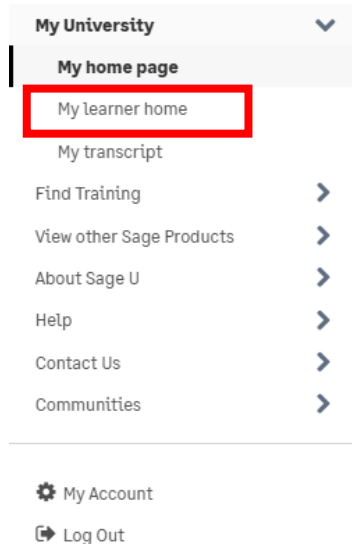 My University
My home page
My learner home
My transcript
Find Training
View other Sage Products
About Sage U
Help
Contact Us
Communities
My Account
Log Out